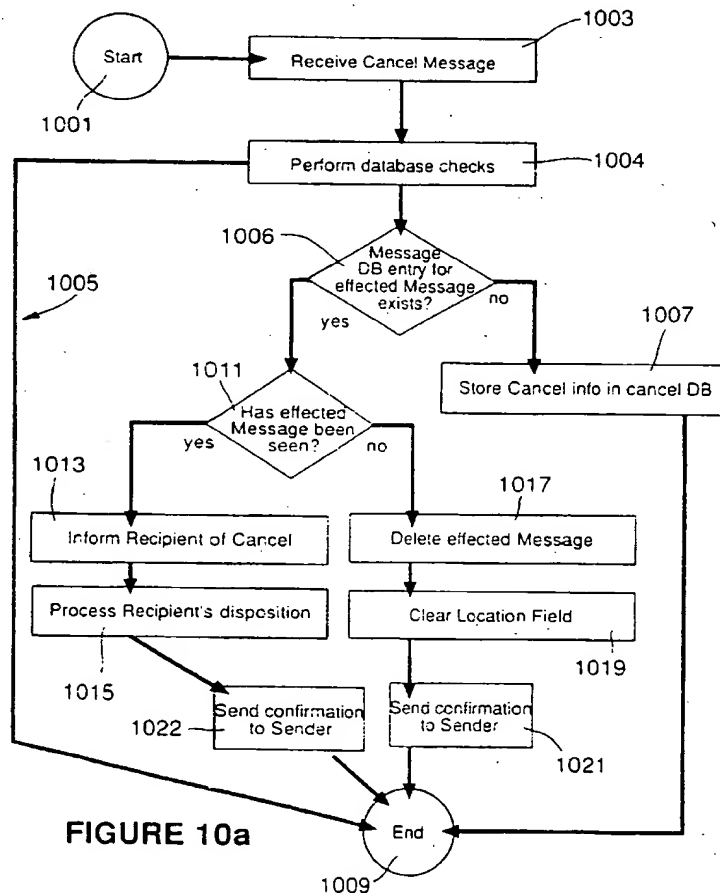 1003
Start
Receive Cancel Message
1001
1004
Perform database checks
1006
Message
DB entry for
effected Message
exists?
1005
yes
no
1007
1011
Store Cancel info in cancel DB
Has effected
Message been
seen?
yes
no
1013
1017
Inform Recipient of Cancel
Delete effected Message
Process Recipient's disposition
Clear Location Field
1015
1019
Send confirmation
to Sender
Send confirmation
to Sender
1022
1021
FIGURE 10a
End
1009